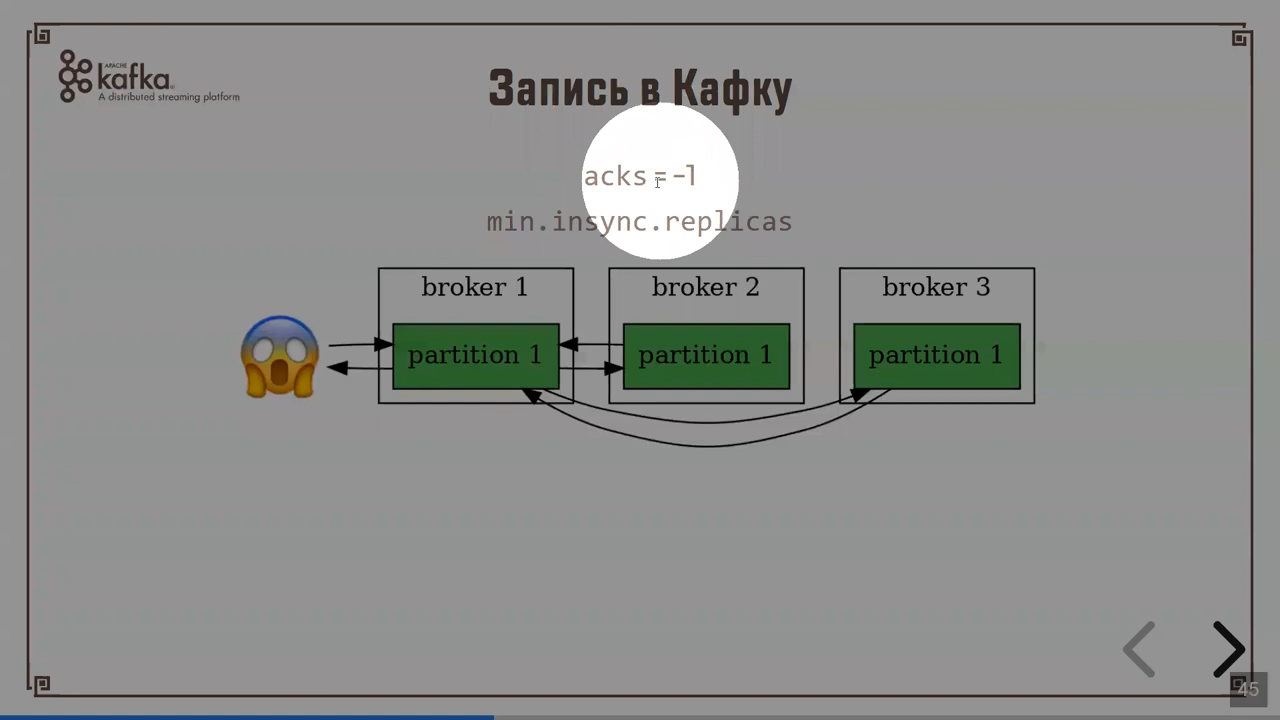 APACHE
kafka®
A distributed streaming platform
Запись в Кафку
acks = -1
min.insync.replicas
broker 1
broker 2
broker 3
partition 1
partition 1
partition 1
45